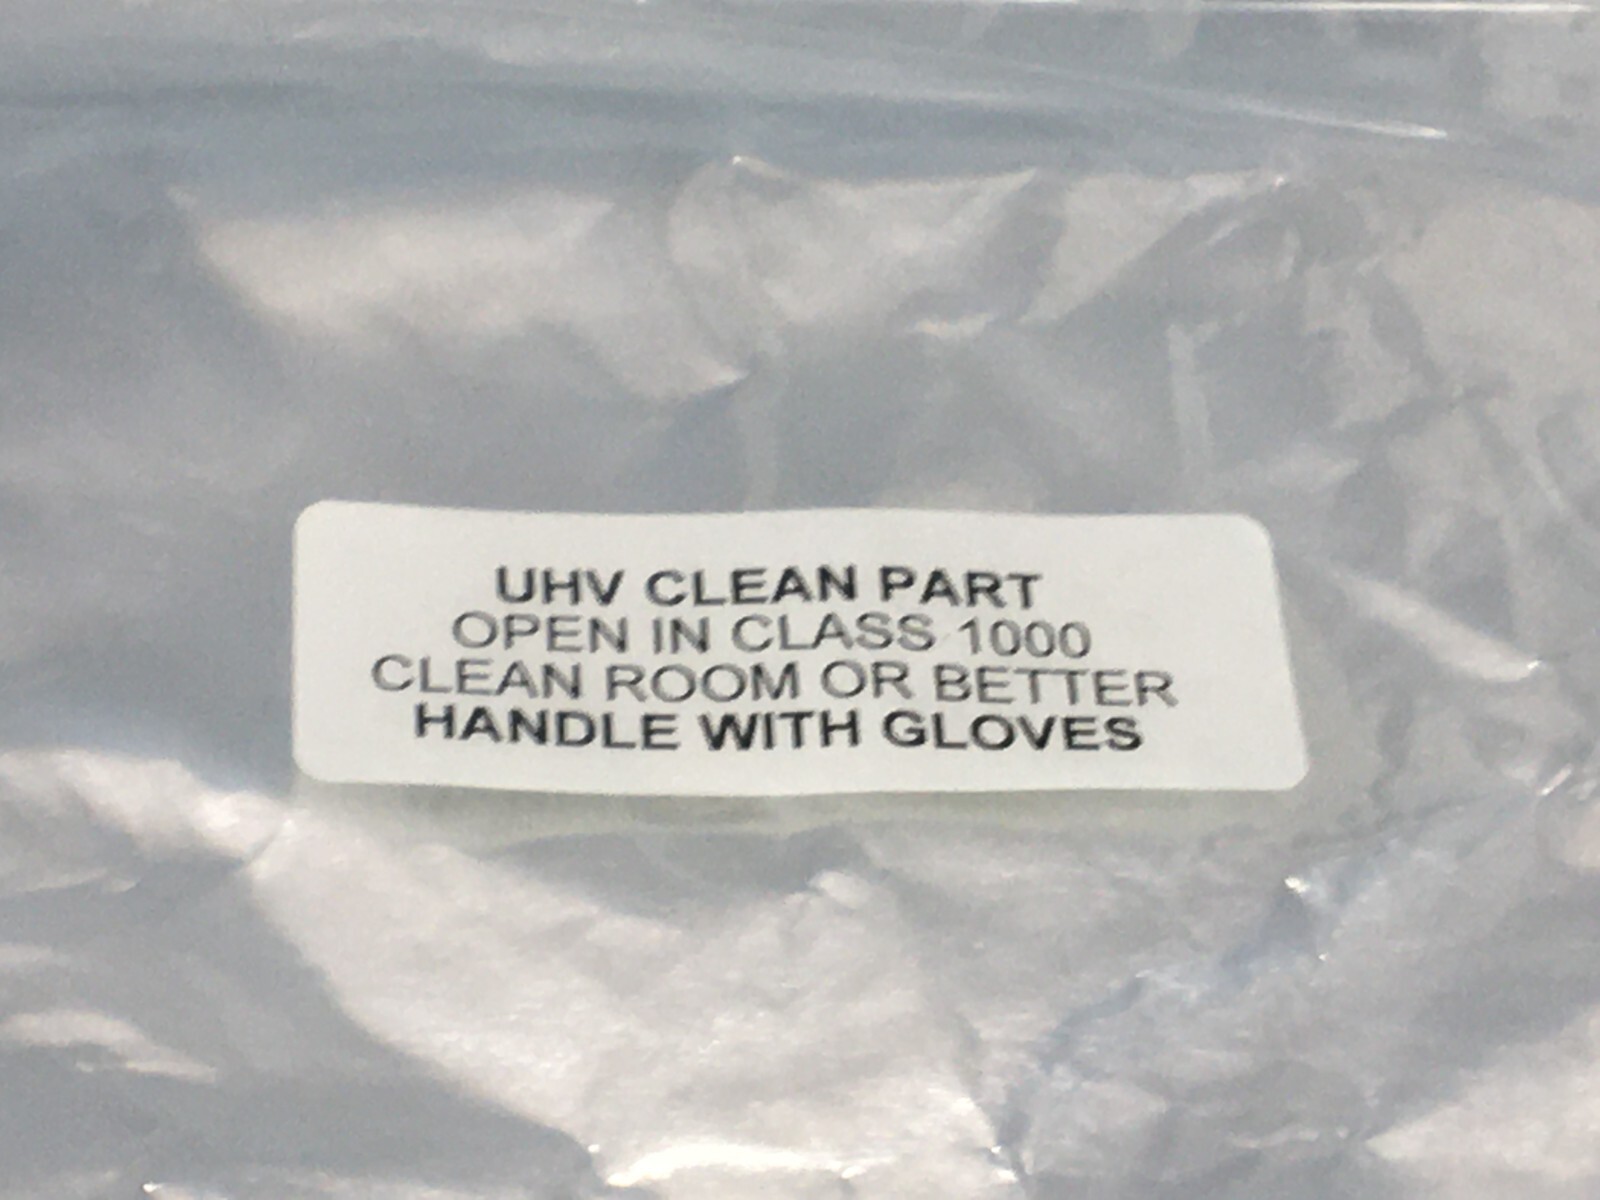 UHV CLEAN PART
OPEN IN CLASS 1000
CLEAN ROOM OR BETTER
HANDLE WITH GLOVES